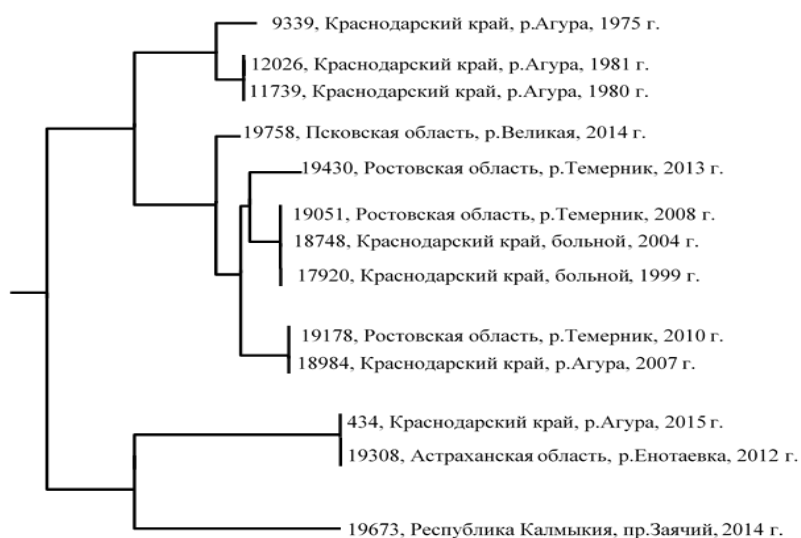 9339, Краснодарский край, р.Агура, 1975 г.
12026, Краснодарский край, р.Агура, 1981 г.
11739, Краснодарский край, р.Агура, 1980 г.
19758, Псковская область, р.Великая, 2014 г.
19430, Ростовская область, р.Темерник, 2013 г.
19051, Ростовская область, р.Темерник, 2008 г.
18748, Краснодарский край, больной, 2004 г.
17920, Краснодарский край, больной, 1999 г.
19178, Ростовская область, р.Темерник, 2010 г.
18984, Краснодарский край, р.Агура, 2007 г.
434, Краснодарский край, р.Агура, 2015 г.
19308, Астраханская область, р.Енотаевка, 2012 г.
19673, Республика Калмыкия, пр.Заячий, 2014 г.